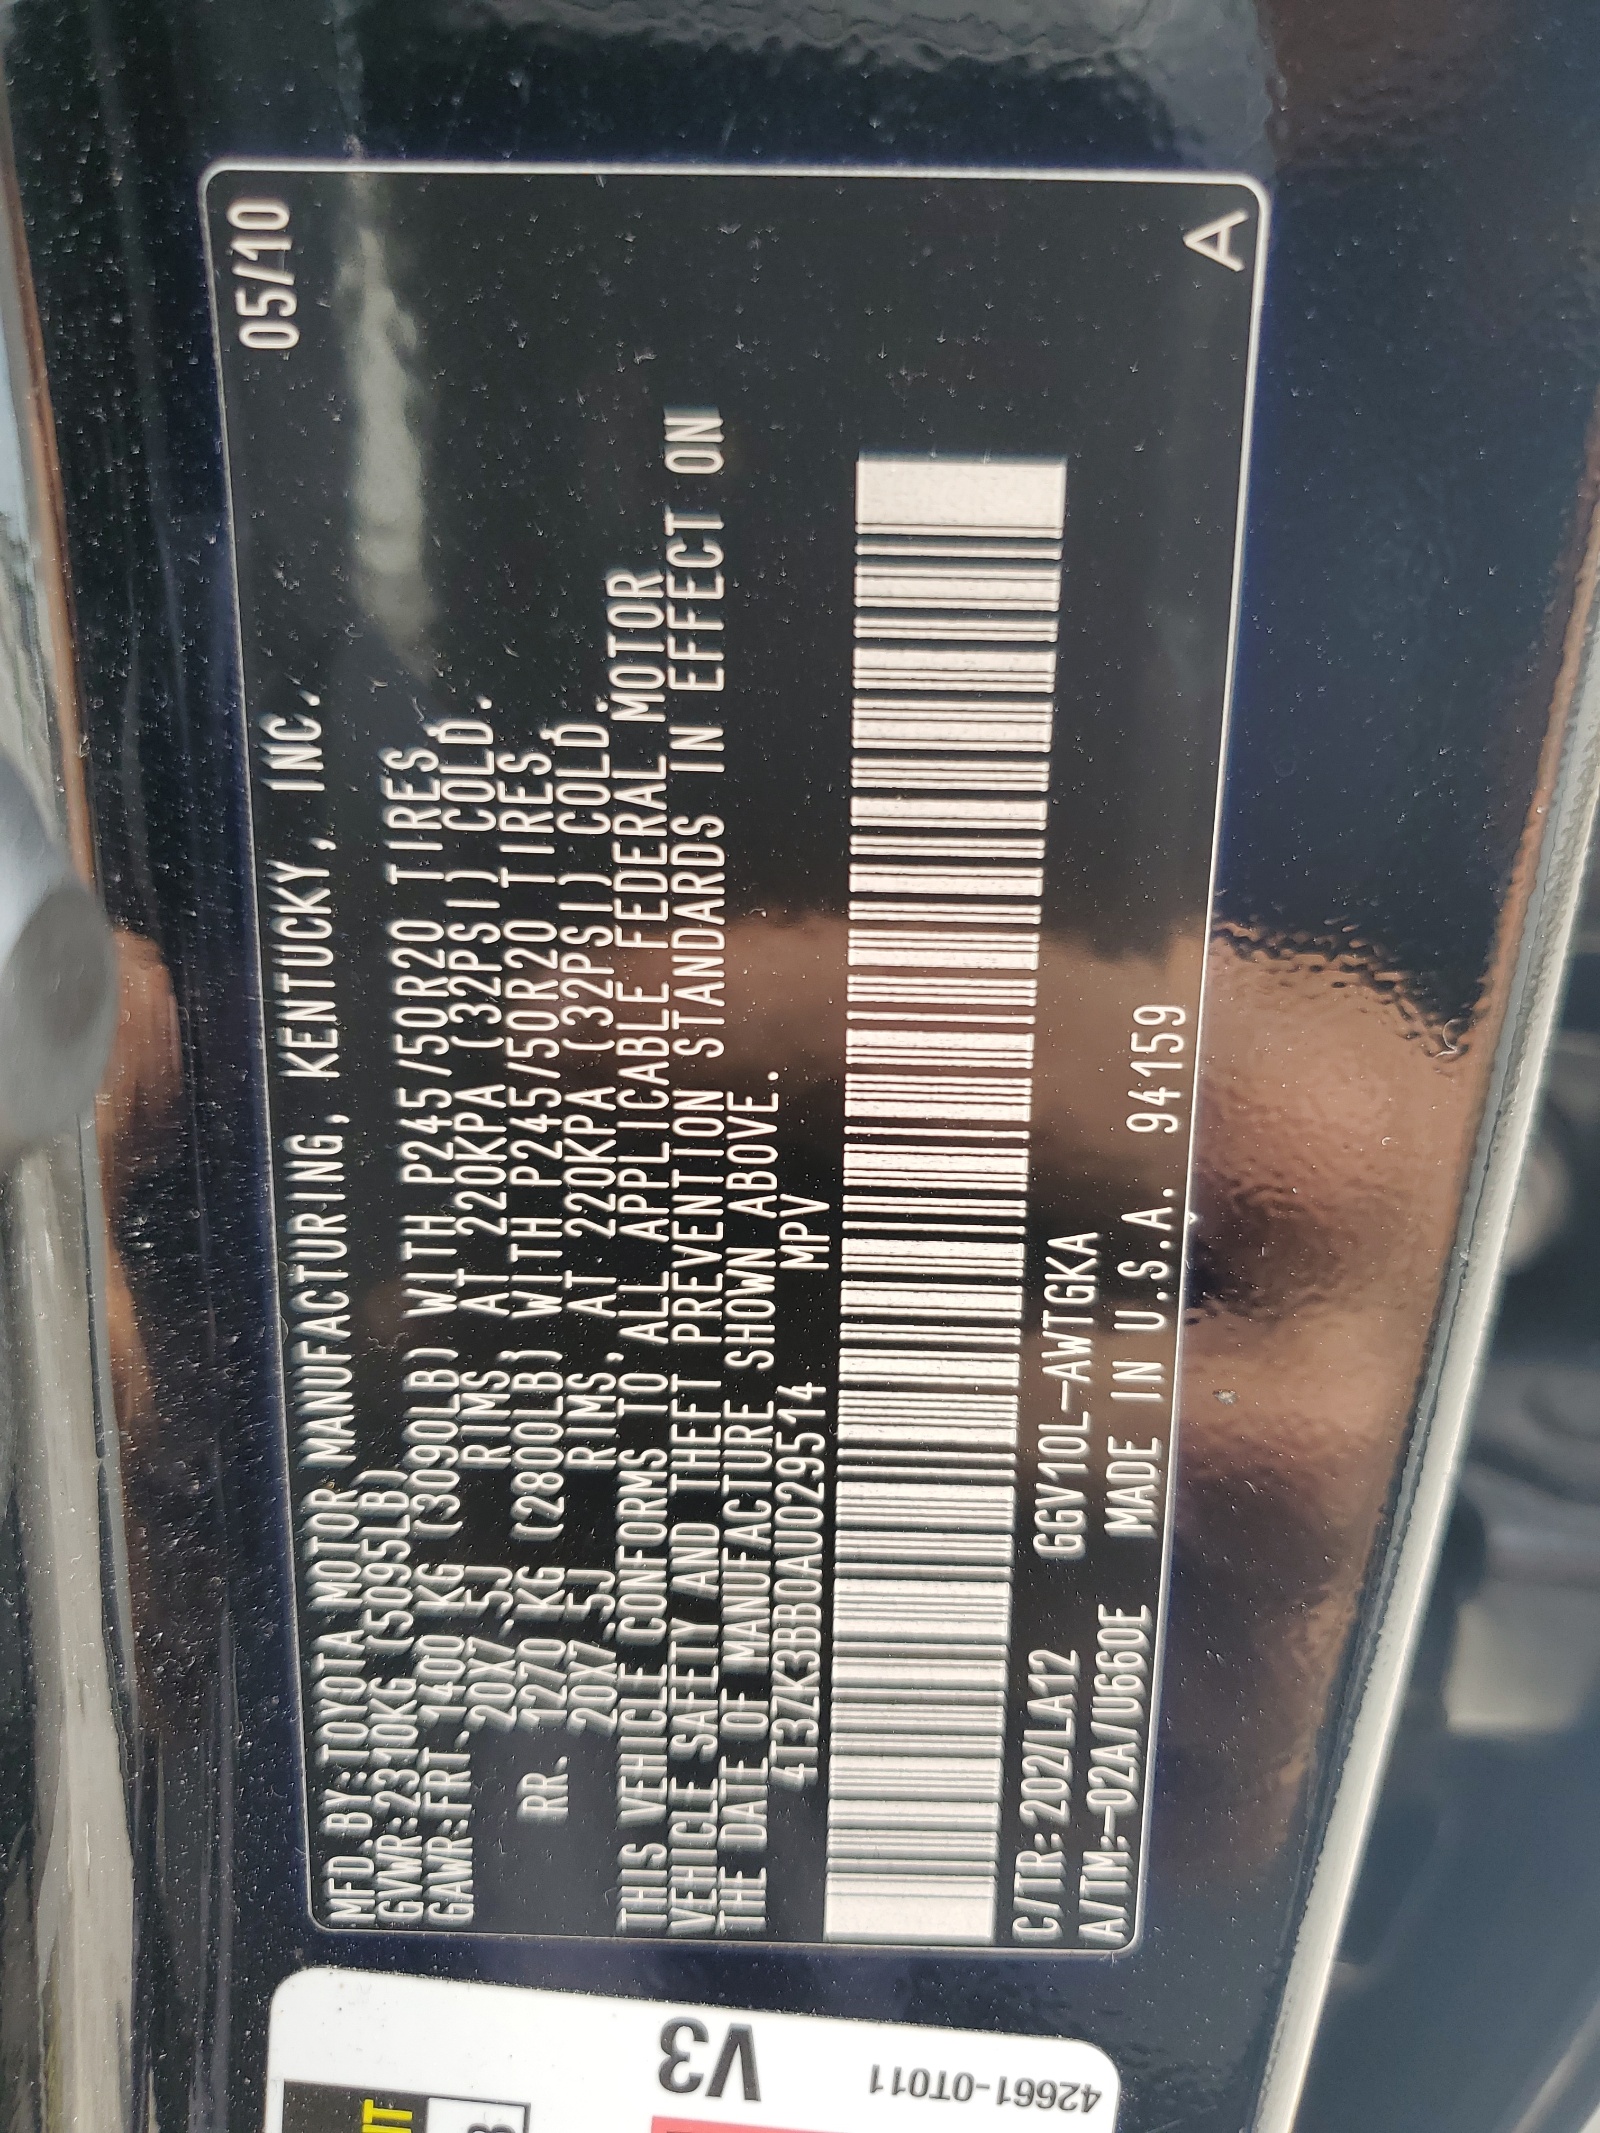 MFD.BY:TOYOTA MOTOR MANUFACTURING, KENTUCKY, INC. 05/10
GVWR:2310KG (5095LB)
GAWR:FRT. 1400 KG (3090LB) WITH P245/50R20 TIRES,
20X7.5J RIMS, AT 220KPA (32PSI) COLD.
RR. 1270 KG (2800LB) WITH P245/50R20 TIRES,
20X7.5J RIMS, AT 220KPA (32PSI) COLD.
THIS VEHICLE CONFORMS TO ALL APPLICABLE FEDERAL MOTOR
VEHICLE SAFETY AND THEFT PREVENTION STANDARDS IN EFFECT ON
THE DATE OF MANUFACTURE SHOWN ABOVE.
4T3ZK3BB0AU029514 MPV
C/TR:202/LA12 GGV10L-AWTGKA
A/TM:-02A/U660E MADE IN U.S.A. 94159
A
V3
42661-0T011